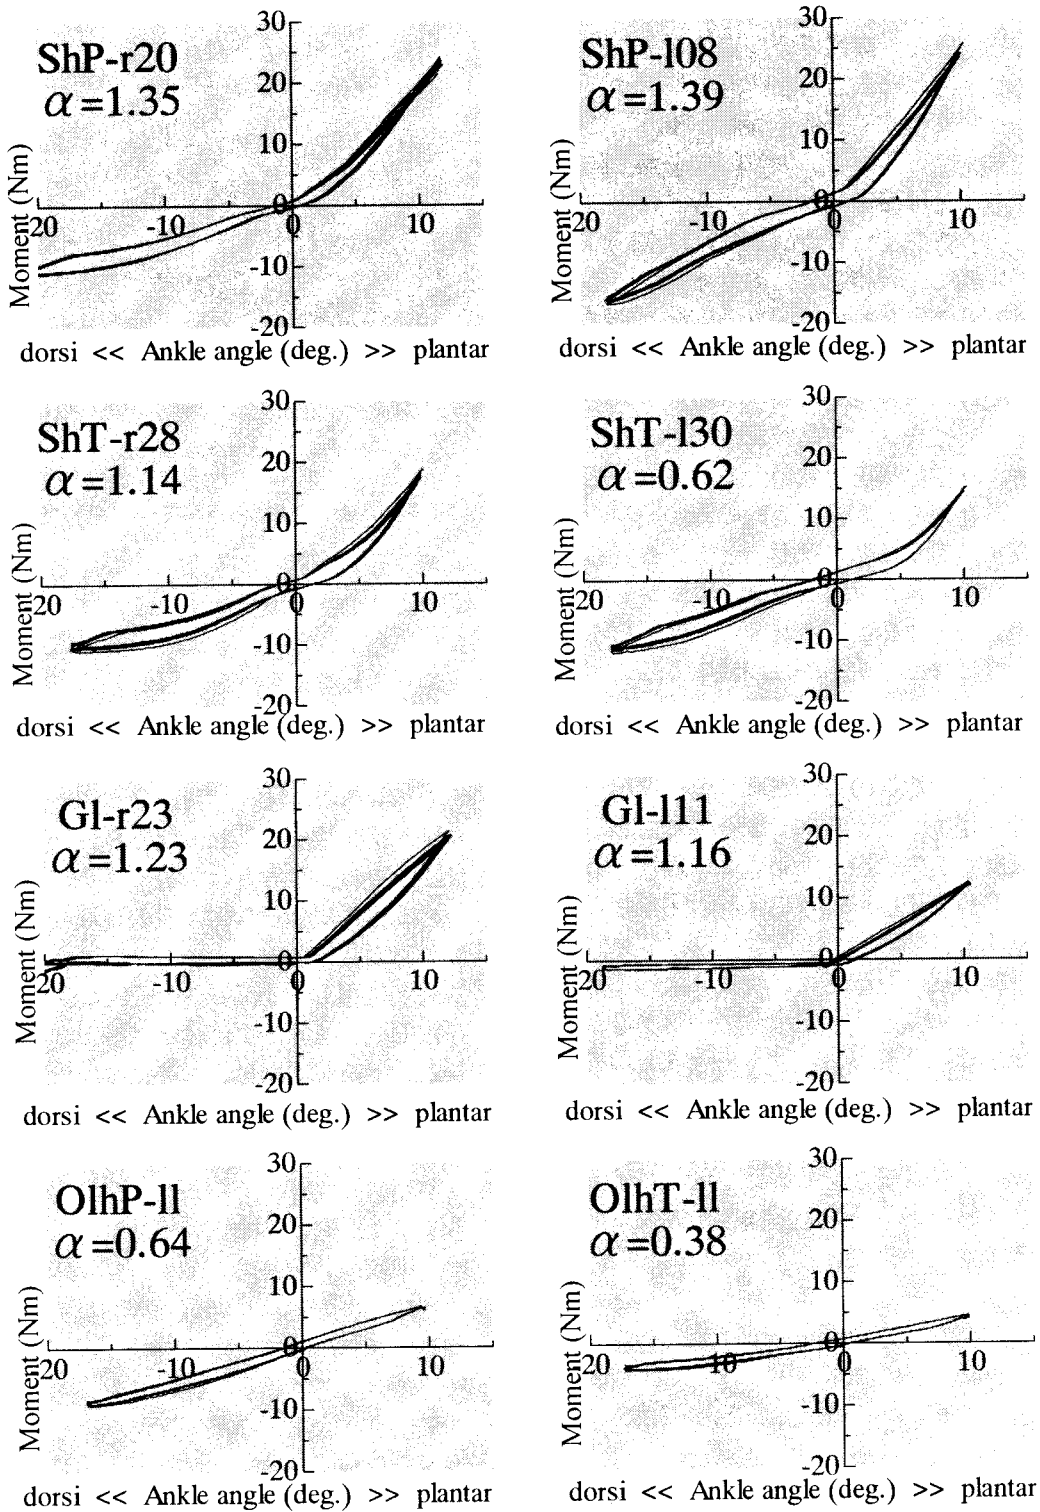 ShP-r20
α=1.35
30
20
10
0
-10
-20
20
-10
0
10
Moment (Nm)
dorsi << Ankle angle (deg.) >> plantar
ShP-l08
α=1.39
30
20
10
0
-10
-20
20
-10
0
10
Moment (Nm)
dorsi << Ankle angle (deg.) >> plantar
ShT-r28
α=1.14
30
20
10
0
-10
-20
20
-10
0
10
Moment (Nm)
dorsi << Ankle angle (deg.) >> plantar
ShT-l30
α=0.62
30
20
10
0
-10
-20
20
-10
0
10
Moment (Nm)
dorsi << Ankle angle (deg.) >> plantar
Gl-r23
α=1.23
30
20
10
0
-10
-20
20
-10
0
10
Moment (Nm)
dorsi << Ankle angle (deg.) >> plantar
Gl-l11
α=1.16
30
20
10
0
-10
-20
20
-10
0
10
Moment (Nm)
dorsi << Ankle angle (deg.) >> plantar
OlhP-ll
α=0.64
30
20
10
0
-10
-20
20
-10
0
10
Moment (Nm)
dorsi << Ankle angle (deg.) >> plantar
OlhT-ll
α=0.38
30
20
10
0
-10
-20
20
10
0
10
Moment (Nm)
dorsi << Ankle angle (deg.) >> plantar